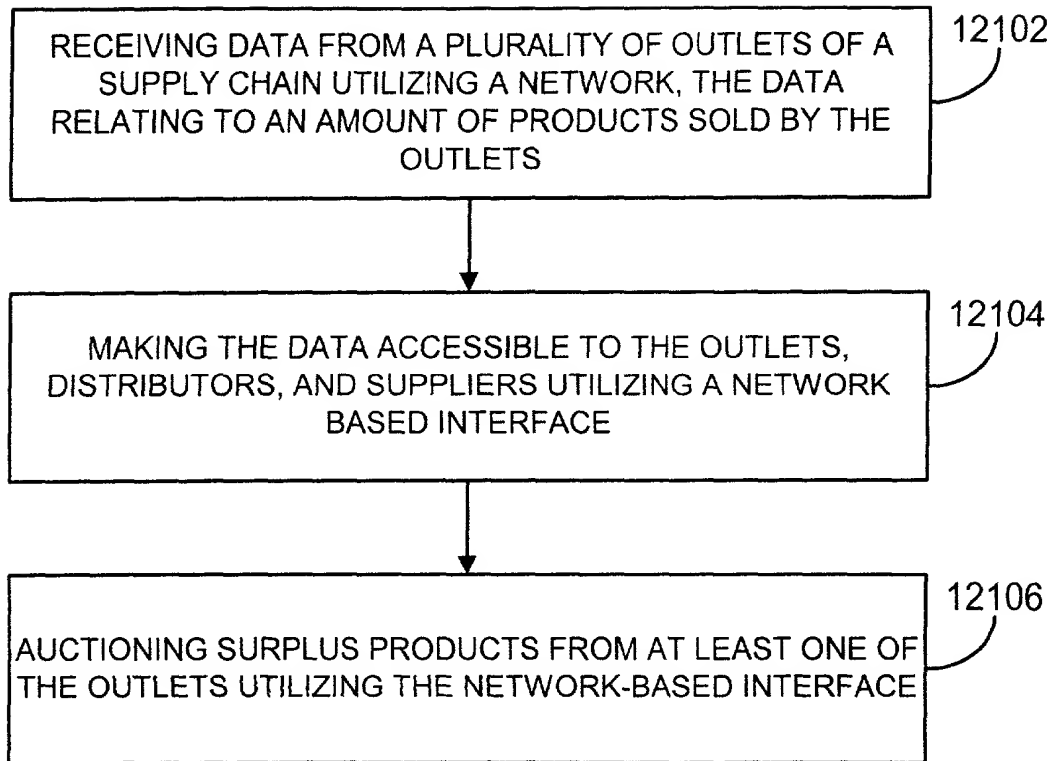 RECEIVING DATA FROM A PLURALITY OF OUTLETS OF A
SUPPLY CHAIN UTILIZING A NETWORK, THE DATA
RELATING TO AN AMOUNT OF PRODUCTS SOLD BY THE
OUTLETS
12102
MAKING THE DATA ACCESSIBLE TO THE OUTLETS,
DISTRIBUTORS, AND SUPPLIERS UTILIZING A NETWORK
BASED INTERFACE
12104
AUCTIONING SURPLUS PRODUCTS FROM AT LEAST ONE OF
THE OUTLETS UTILIZING THE NETWORK-BASED INTERFACE
12106